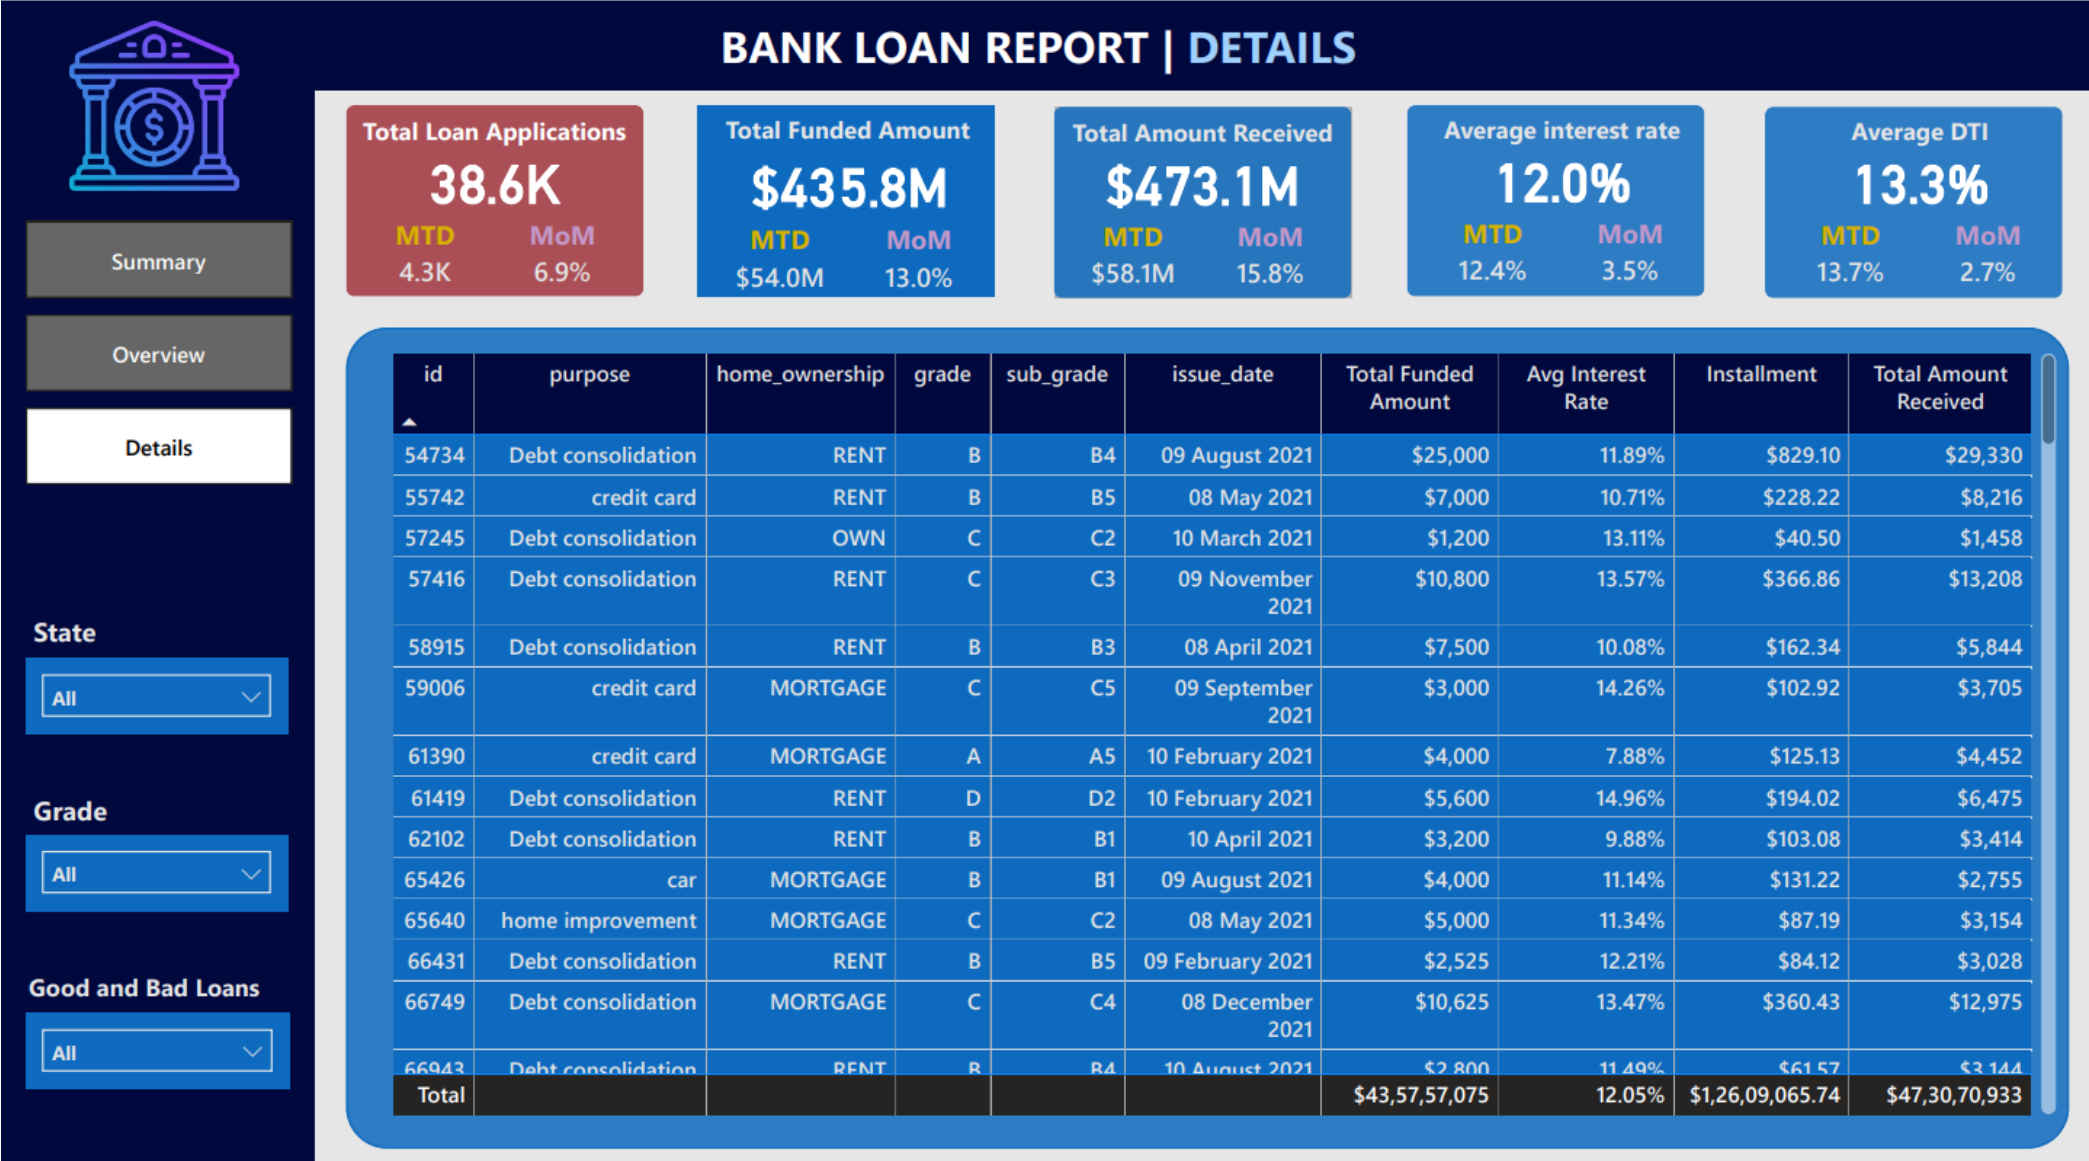 BANK LOAN REPORT | DETAILS
Summary
Overview
Details
State
All
Grade
All
Good and Bad Loans
All
Total Loan Applications
38.6K
MTD MoM
4.3K 6.9%
Total Funded Amount
$435.8M
MTD MoM
$54.0M 13.0%
Total Amount Received
$473.1M
MTD MoM
$58.1M 15.8%
Average interest rate
12.0%
MTD MoM
12.4% 3.5%
Average DTI
13.3%
MTD MoM
13.7% 2.7%
id purpose home_ownership grade sub_grade issue_date Total Funded Amount Avg Interest Rate Installment Total Amount Received
54734 Debt consolidation RENT B B4 09 August 2021 $25,000 11.89% $829.10 $29,330
55742 credit card RENT B B5 08 May 2021 $7,000 10.71% $228.22 $8,216
57245 Debt consolidation OWN C C2 10 March 2021 $1,200 13.11% $40.50 $1,458
57416 Debt consolidation RENT C C3 09 November 2021 $10,800 13.57% $366.86 $13,208
58915 Debt consolidation RENT B B3 08 April 2021 $7,500 10.08% $162.34 $5,844
59006 credit card MORTGAGE C C5 09 September 2021 $3,000 14.26% $102.92 $3,705
61390 credit card MORTGAGE A A5 10 February 2021 $4,000 7.88% $125.13 $4,452
61419 Debt consolidation RENT D D2 10 February 2021 $5,600 14.96% $194.02 $6,475
62102 Debt consolidation RENT B B1 10 April 2021 $3,200 9.88% $103.08 $3,414
65426 car MORTGAGE B B1 09 August 2021 $4,000 11.14% $131.22 $2,755
65640 home improvement MORTGAGE C C2 08 May 2021 $5,000 11.34% $87.19 $3,154
66431 Debt consolidation RENT B B5 09 February 2021 $2,525 12.21% $84.12 $3,028
66749 Debt consolidation MORTGAGE C C4 08 December 2021 $10,625 13.47% $360.43 $12,975
66943 Debt consolidation RENT B B4 10 August 2021 $2,800 11.49% $61.57 $3,144
Total $43,57,57,075 12.05% $1,26,09,065.74 $47,30,70,933